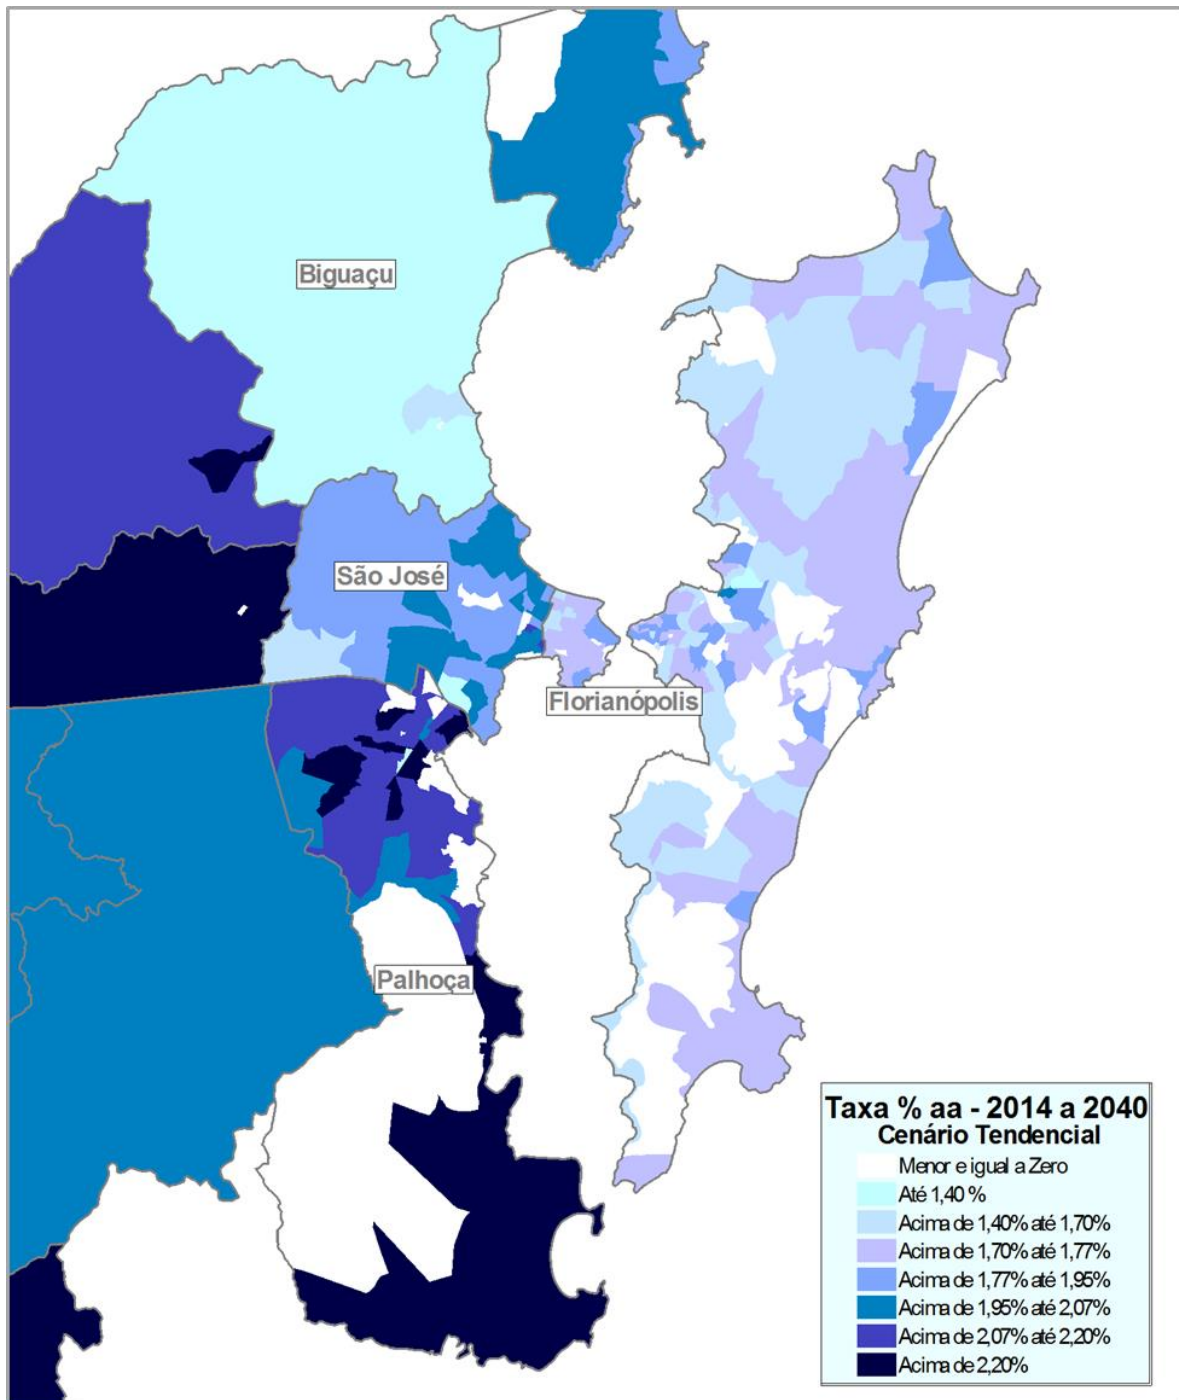 Biguaçu
São José
Florianópolis
Palhoça
Taxa % aa - 2014 a 2040
Cenário Tendencial
Menor e igual a Zero
Até 1,40 %
Acima de 1,40% até 1,70%
Acima de 1,70% até 1,77%
Acima de 1,77% até 1,95%
Acima de 1,95% até 2,07%
Acima de 2,07% até 2,20%
Acima de 2,20%